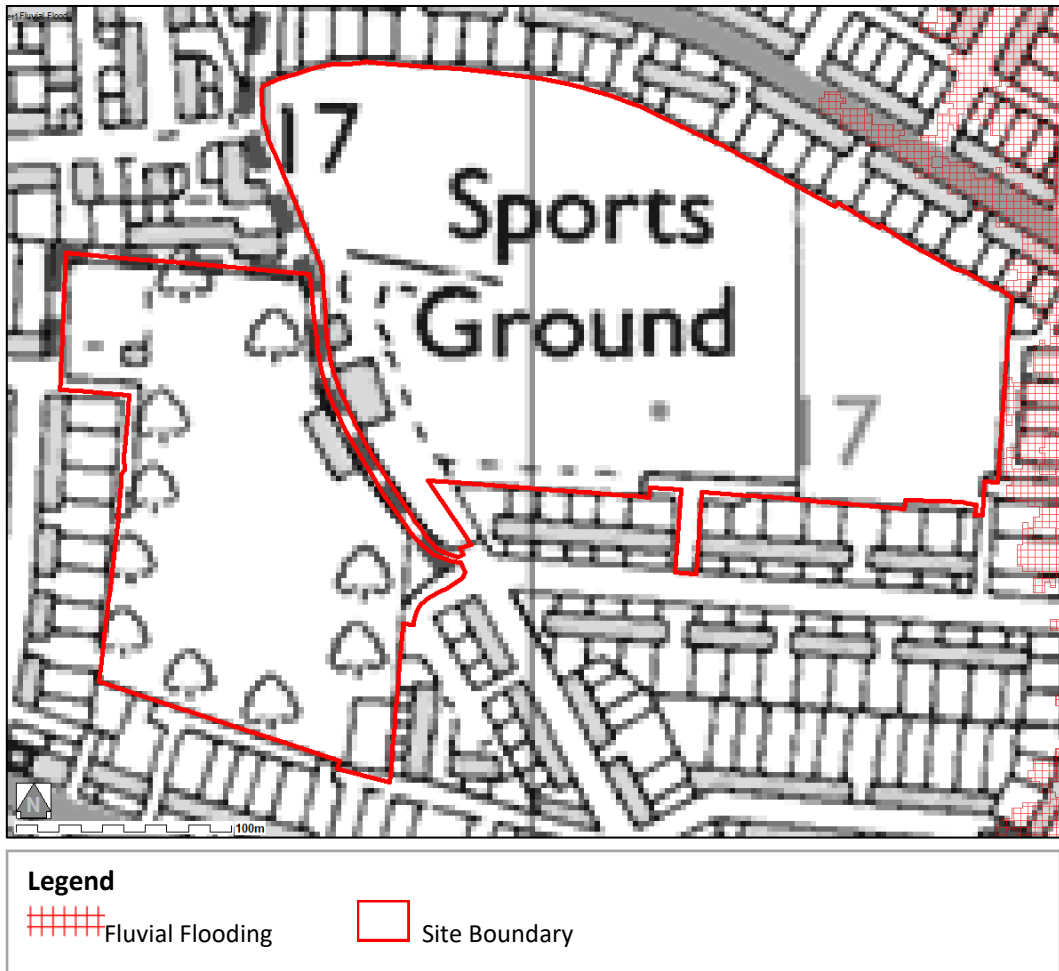 17
Sports
Ground
17
N
100m
Legend
Fluvial Flooding
Site Boundary